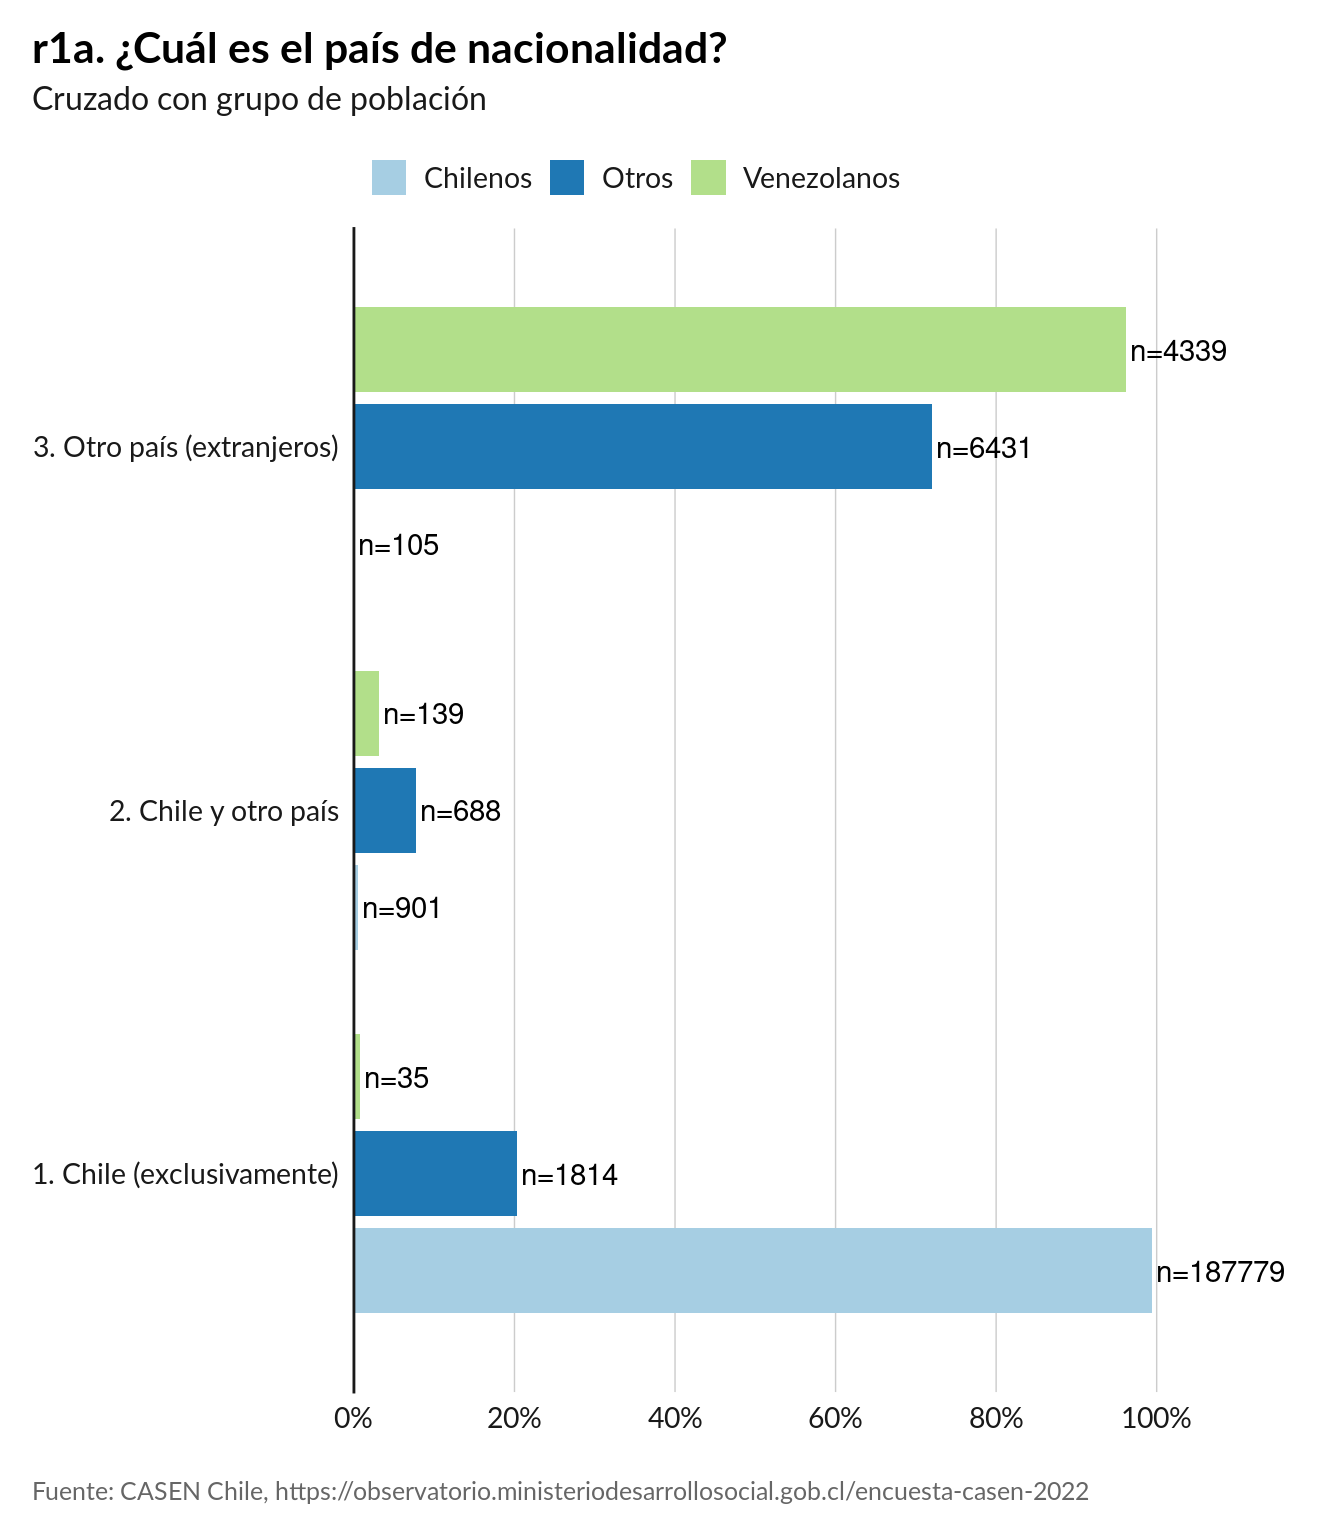 r1a. ¿Cuál es el país de nacionalidad?
Cruzado con grupo de población
Chilenos Otros Venezolanos
n=4339
3. Otro país (extranjeros) n=6431
n=105
n=139
2. Chile y otro país n=688
n=901
n=35
1. Chile (exclusivamente) n=1814
n=187779
0% 20% 40% 60% 80% 100%
Fuente: CASEN Chile, https://observatorio.ministeriodesarrollosocial.gob.cl/encuesta-casen-2022